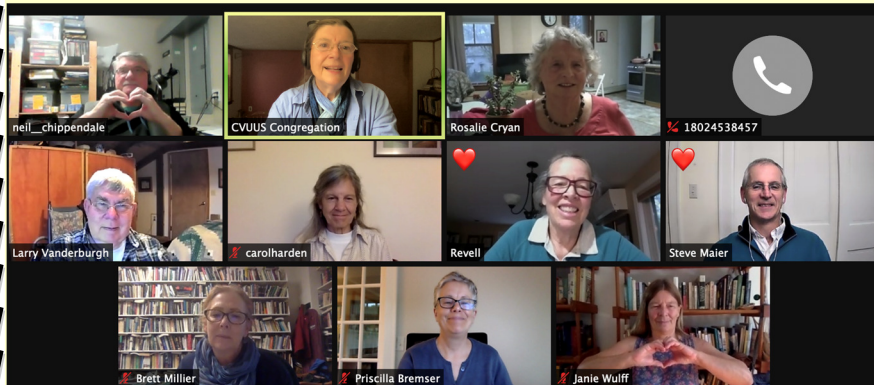 neil__chippendale
CVUUS Congregation
Rosalie Cryan
18024538457
Larry Vanderburgh
carolharden
Revell
Steve Maier
Brett Millier
Priscilla Bremser
Janie Wulff